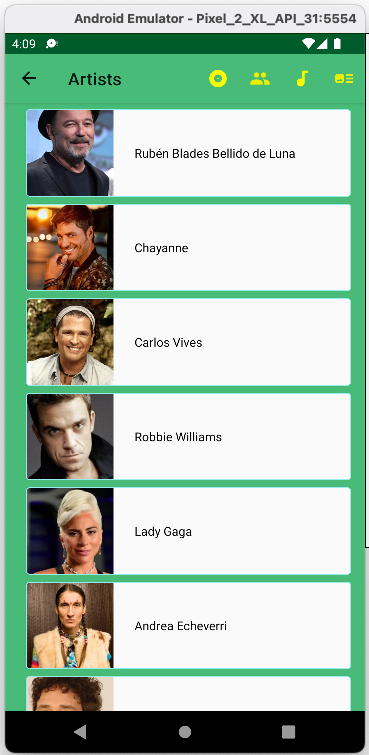 Android Emulator - Pixel_2_XL_API_31:5554
4:09
Artists
Rubén Blades Bellido de Luna
Chayanne
Carlos Vives
Robbie Williams
Lady Gaga
Andrea Echeverri